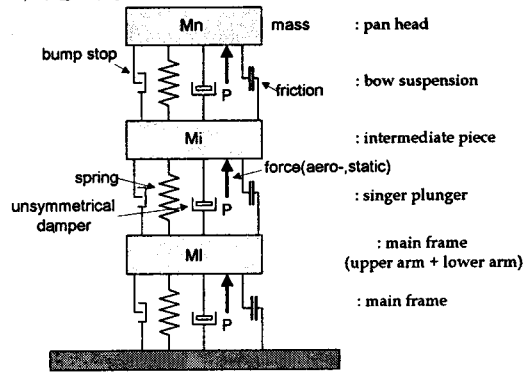 Mn mass : pan head
bump stop
P friction : bow suspension
Mi : intermediate piece
spring force(aero-,static)
unsymmetrical damper P : singer plunger
Ml : main frame
(upper arm + lower arm)
P : main frame